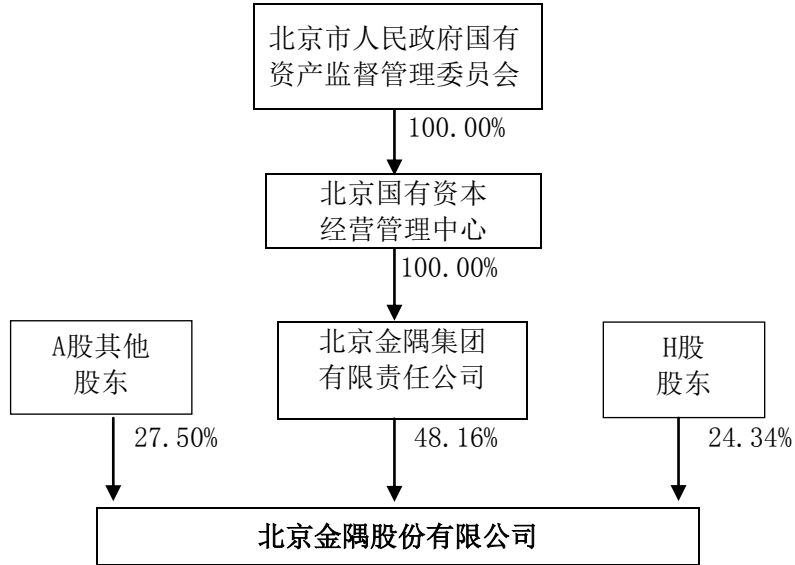 北京市人民政府国有
资产监督管理委员会
100.00%
北京国有资本
经营管理中心
100.00%
A股其他
股东
北京金隅集团
有限责任公司
H股
股东
27.50%
48.16%
24.34%
北京金隅股份有限公司